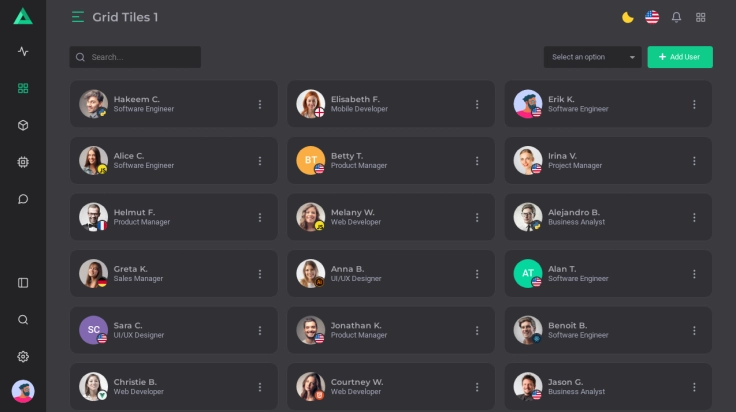 Grid Tiles 1
Search...
Select an option
+ Add User
Hakeem C.
Software Engineer
Elisabeth F.
Mobile Developer
Erik K.
Software Engineer
Alice C.
Software Engineer
BT
Betty T.
Product Manager
Irina V.
Project Manager
Helmut F.
Product Manager
Melany W.
Web Developer
Alejandro B.
Business Analyst
Greta K.
Sales Manager
Anna B.
UI/UX Designer
AT
Alan T.
Software Engineer
SC
Sara C.
UI/UX Designer
Jonathan K.
Product Manager
Benoit B.
Software Engineer
Christie B.
Web Developer
Courtney W.
Web Developer
Jason G.
Business Analyst